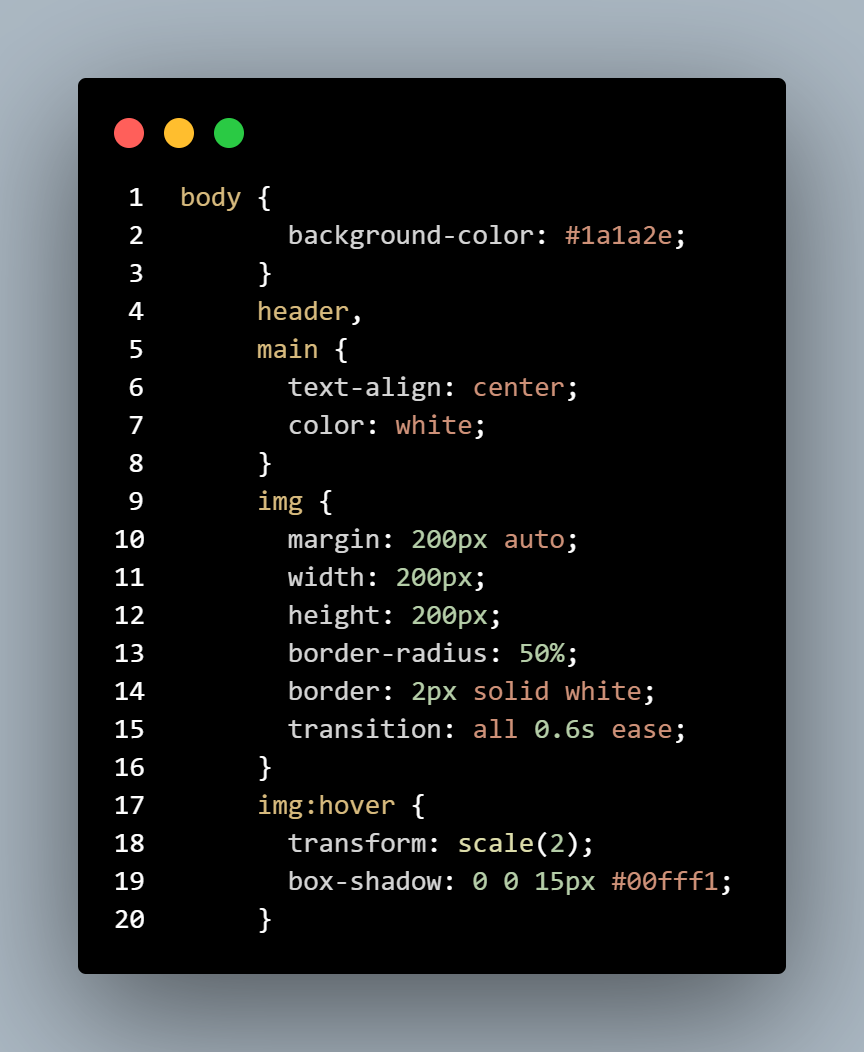 1 body {
2 background-color: #1a1a2e;
3 }
4 header,
5 main {
6 text-align: center;
7 color: white;
8 }
9 img {
10 margin: 200px auto;
11 width: 200px;
12 height: 200px;
13 border-radius: 50%;
14 border: 2px solid white;
15 transition: all 0.6s ease;
16 }
17 img:hover {
18 transform: scale(2);
19 box-shadow: 0 0 15px #00fff1;
20 }